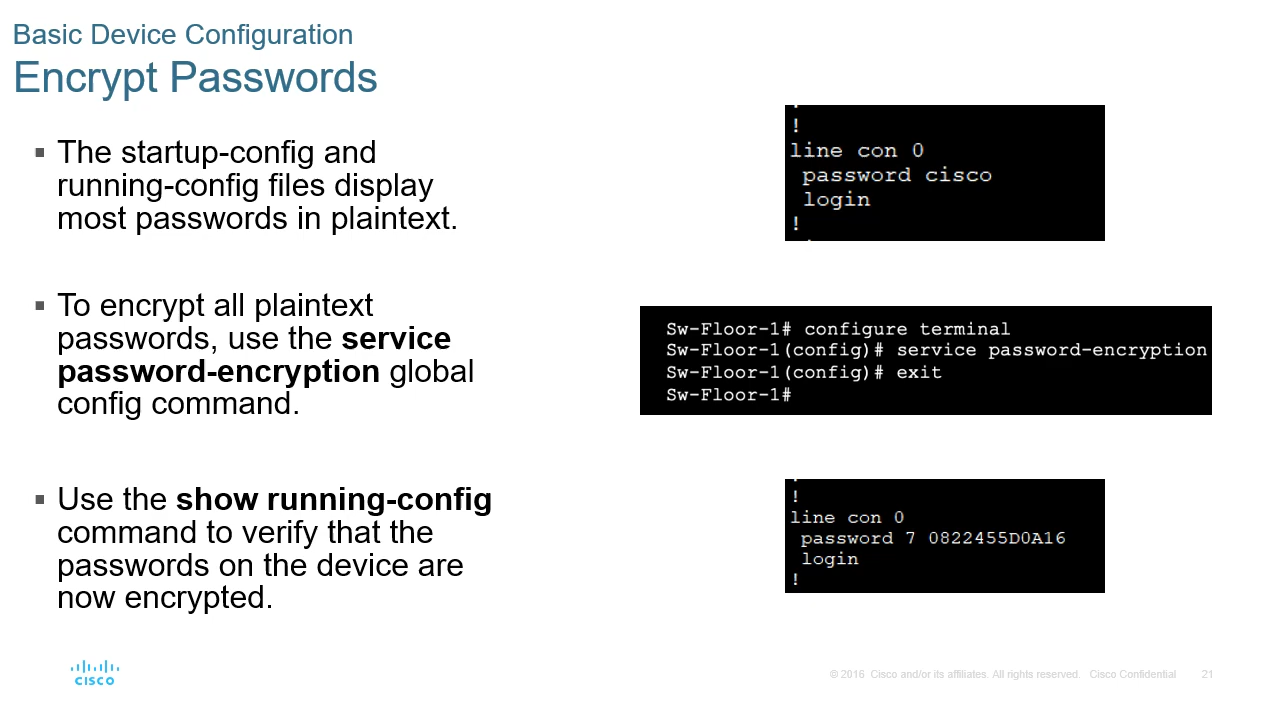 Basic Device Configuration
Encrypt Passwords
▪ The startup-config and
running-config files display
most passwords in plaintext.
!
line con 0
password cisco
login
!
▪ To encrypt all plaintext
passwords, use the service
password-encryption global
config command.
Sw-Floor-1# configure terminal
Sw-Floor-1(config)# service password-encryption
Sw-Floor-1(config)# exit
Sw-Floor-1#
▪ Use the show running-config
command to verify that the
passwords on the device are
now encrypted.
!
line con 0
password 7 0822455D0A16
login
!
CISCO
© 2016 Cisco and/or its affiliates. All rights reserved. Cisco Confidential 21